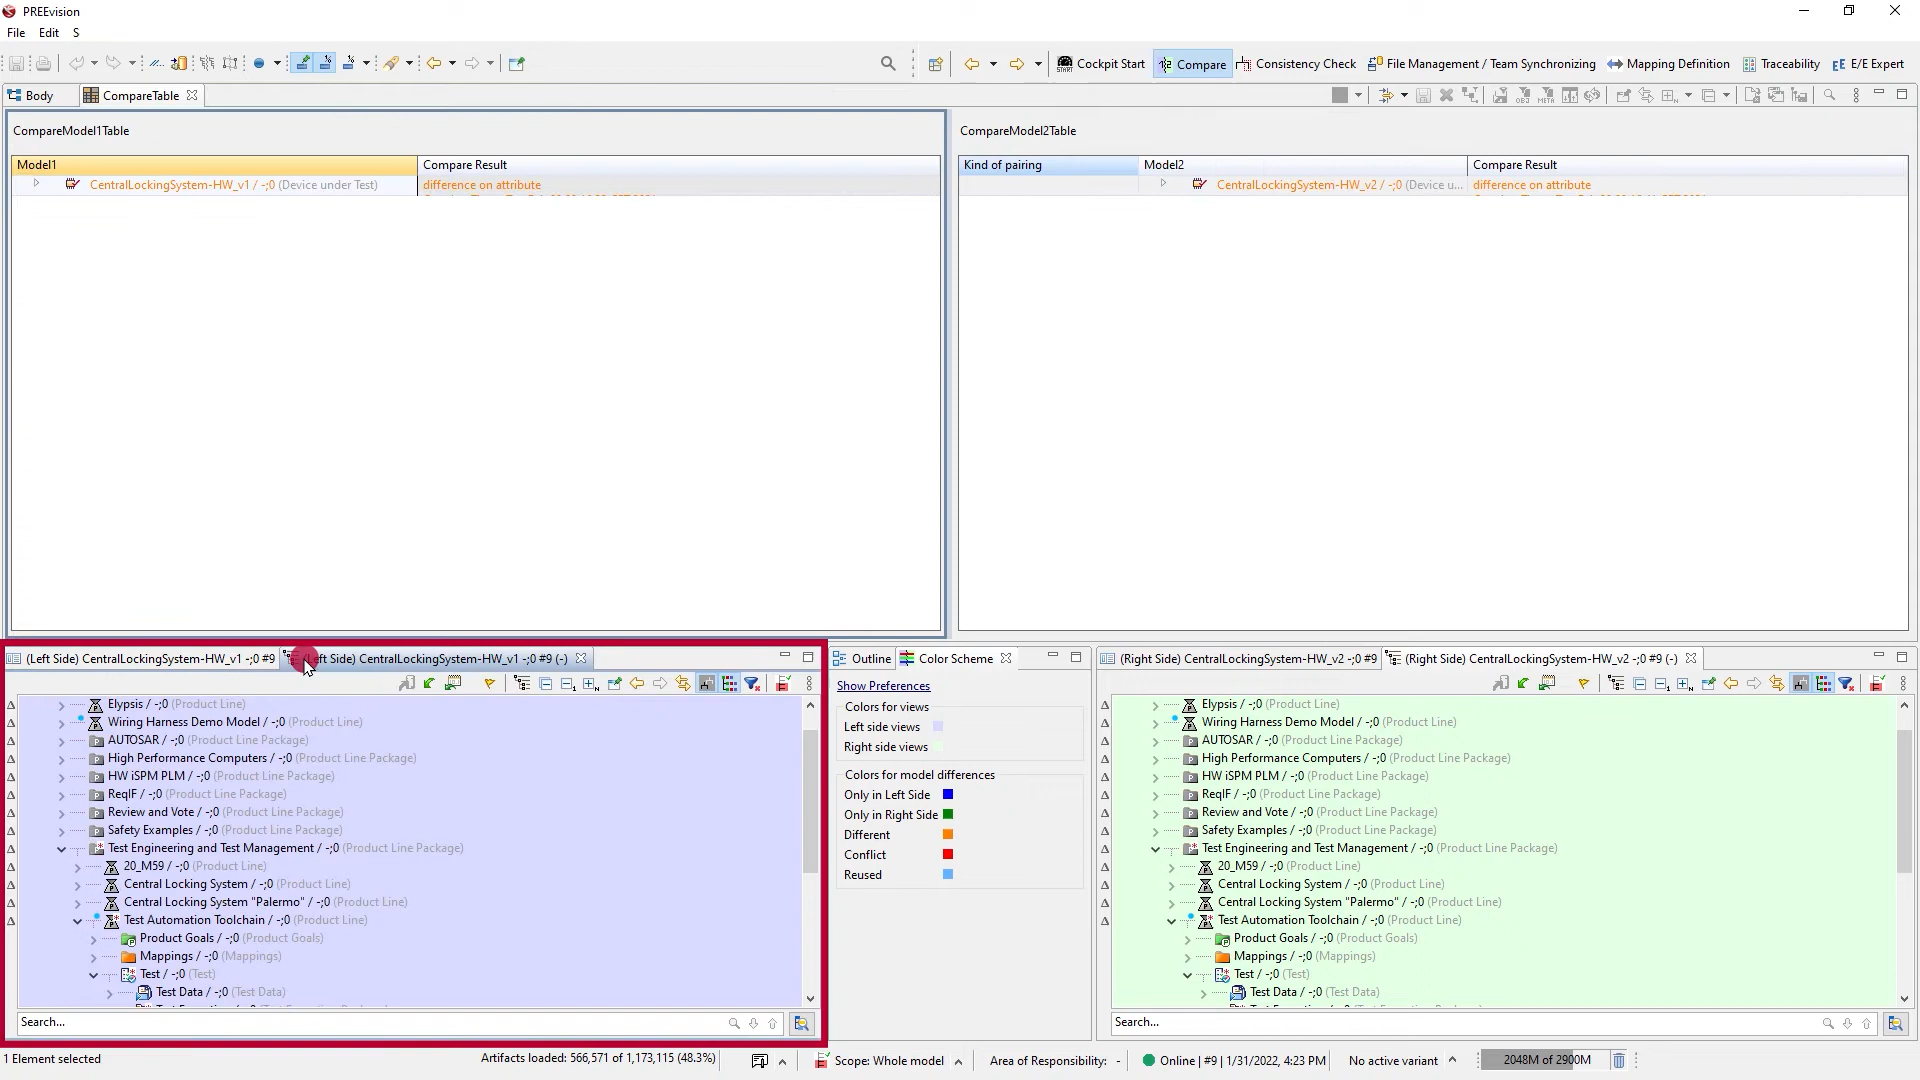 PREEvision
File Edit S
Cockpit Start Compare Consistency Check File Management / Team Synchronizing Mapping Definition Traceability E/E Expert
Body CompareTable
CompareModel1Table
Model1 Compare Result
CentralLockingSystem-HW_v1 / -;0 (Device under Test) difference on attribute
CompareModel2Table
Kind of pairing Model2 Compare Result
CentralLockingSystem-HW_v2 / -;0 (Device u... difference on attribute
(Left Side) CentralLockingSystem-HW_v1 -;0 #9 (Left Side) CentralLockingSystem-HW_v1 -;0 #9 (-)
Elypsis / -;0 (Product Line)
Wiring Harness Demo Model / -;0 (Product Line)
AUTOSAR / -;0 (Product Line Package)
High Performance Computers / -;0 (Product Line Package)
HW iSPM PLM / -;0 (Product Line Package)
ReqIF / -;0 (Product Line Package)
Review and Vote / -;0 (Product Line Package)
Safety Examples / -;0 (Product Line Package)
Test Engineering and Test Management / -;0 (Product Line Package)
20_M59 / -;0 (Product Line)
Central Locking System / -;0 (Product Line)
Central Locking System "Palermo" / -;0 (Product Line)
Test Automation Toolchain / -;0 (Product Line)
Product Goals / -;0 (Product Goals)
Mappings / -;0 (Mappings)
Test / -;0 (Test)
Test Data / -;0 (Test Data)
Search...
Outline Color Scheme
Show Preferences
Colors for views
Left side views
Right side views
Colors for model differences
Only in Left Side
Only in Right Side
Different
Conflict
Reused
(Right Side) CentralLockingSystem-HW_v2 -;0 #9 (Right Side) CentralLockingSystem-HW_v2 -;0 #9 (-)
Elypsis / -;0 (Product Line)
Wiring Harness Demo Model / -;0 (Product Line)
AUTOSAR / -;0 (Product Line Package)
High Performance Computers / -;0 (Product Line Package)
HW iSPM PLM / -;0 (Product Line Package)
ReqIF / -;0 (Product Line Package)
Review and Vote / -;0 (Product Line Package)
Safety Examples / -;0 (Product Line Package)
Test Engineering and Test Management / -;0 (Product Line Package)
20_M59 / -;0 (Product Line)
Central Locking System / -;0 (Product Line)
Central Locking System "Palermo" / -;0 (Product Line)
Test Automation Toolchain / -;0 (Product Line)
Product Goals / -;0 (Product Goals)
Mappings / -;0 (Mappings)
Test / -;0 (Test)
Test Data / -;0 (Test Data)
Search...
1 Element selected Artifacts loaded: 566,571 of 1,173,115 (48.3%) Scope: Whole model Area of Responsibility: - Online | #9 | 1/31/2022, 4:23 PM No active variant 2048M of 2900M